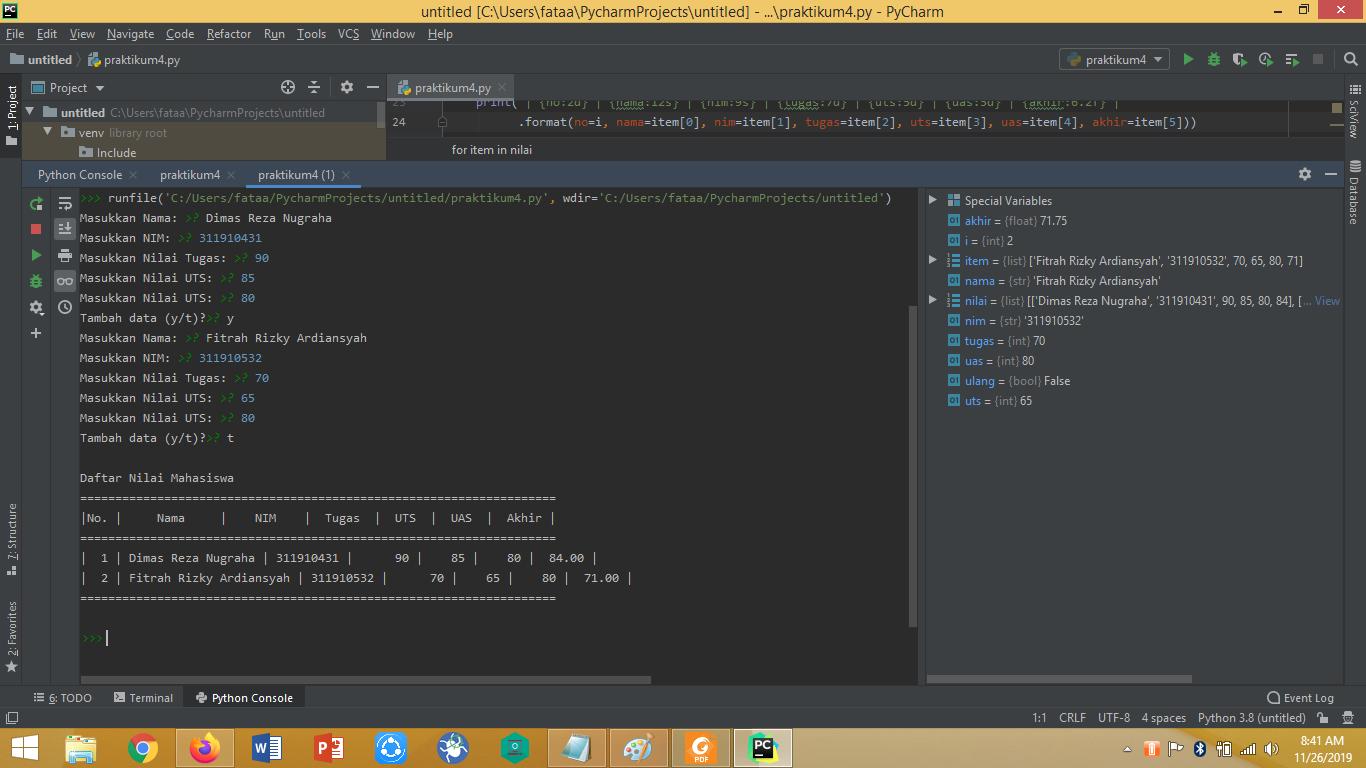 PC
untitled [C:\Users\fataa\PycharmProjects\untitled] - ...\praktikum4.py - PyCharm
File Edit View Navigate Code Refactor Run Tools VCS Window Help
untitled praktikum4.py
praktikum4
1: Project
Project
praktikum4.py
untitled C:\Users\fataa\PycharmProjects\untitled
venv library root
Include
23 print( | {no:2d} | {nama:12s} | {nim:9s} | {tugas:7d} | {uts:5d} | {uas:5d} | {akhir:6.2f} |
24 .format(no=i, nama=item[0], nim=item[1], tugas=item[2], uts=item[3], uas=item[4], akhir=item[5]))
for item in nilai
SciView
Database
Python Console praktikum4 praktikum4 (1)
>>> runfile('C:/Users/fataa/PycharmProjects/untitled/praktikum4.py', wdir='C:/Users/fataa/PycharmProjects/untitled')
Masukkan Nama: >? Dimas Reza Nugraha
Masukkan NIM: >? 311910431
Masukkan Nilai Tugas: >? 90
Masukkan Nilai UTS: >? 85
Masukkan Nilai UTS: >? 80
Tambah data (y/t)?>? y
Masukkan Nama: >? Fitrah Rizky Ardiansyah
Masukkan NIM: >? 311910532
Masukkan Nilai Tugas: >? 70
Masukkan Nilai UTS: >? 65
Masukkan Nilai UTS: >? 80
Tambah data (y/t)?>? t
Daftar Nilai Mahasiswa
====================================================================
|No. | Nama | NIM | Tugas | UTS | UAS | Akhir |
====================================================================
| 1 | Dimas Reza Nugraha | 311910431 | 90 | 85 | 80 | 84.00 |
| 2 | Fitrah Rizky Ardiansyah | 311910532 | 70 | 65 | 80 | 71.00 |
====================================================================
>>>
Special Variables
akhir = {float} 71.75
i = {int} 2
item = {list} ['Fitrah Rizky Ardiansyah', '311910532', 70, 65, 80, 71]
nama = {str} 'Fitrah Rizky Ardiansyah'
nilai = {list} [['Dimas Reza Nugraha', '311910431', 90, 85, 80, 84], [... View
nim = {str} '311910532'
tugas = {int} 70
uas = {int} 80
ulang = {bool} False
uts = {int} 65
7: Structure
2: Favorites
6: TODO Terminal Python Console Event Log
1:1 CRLF UTF-8 4 spaces Python 3.8 (untitled)
PDF
PC
8:41 AM
11/26/2019